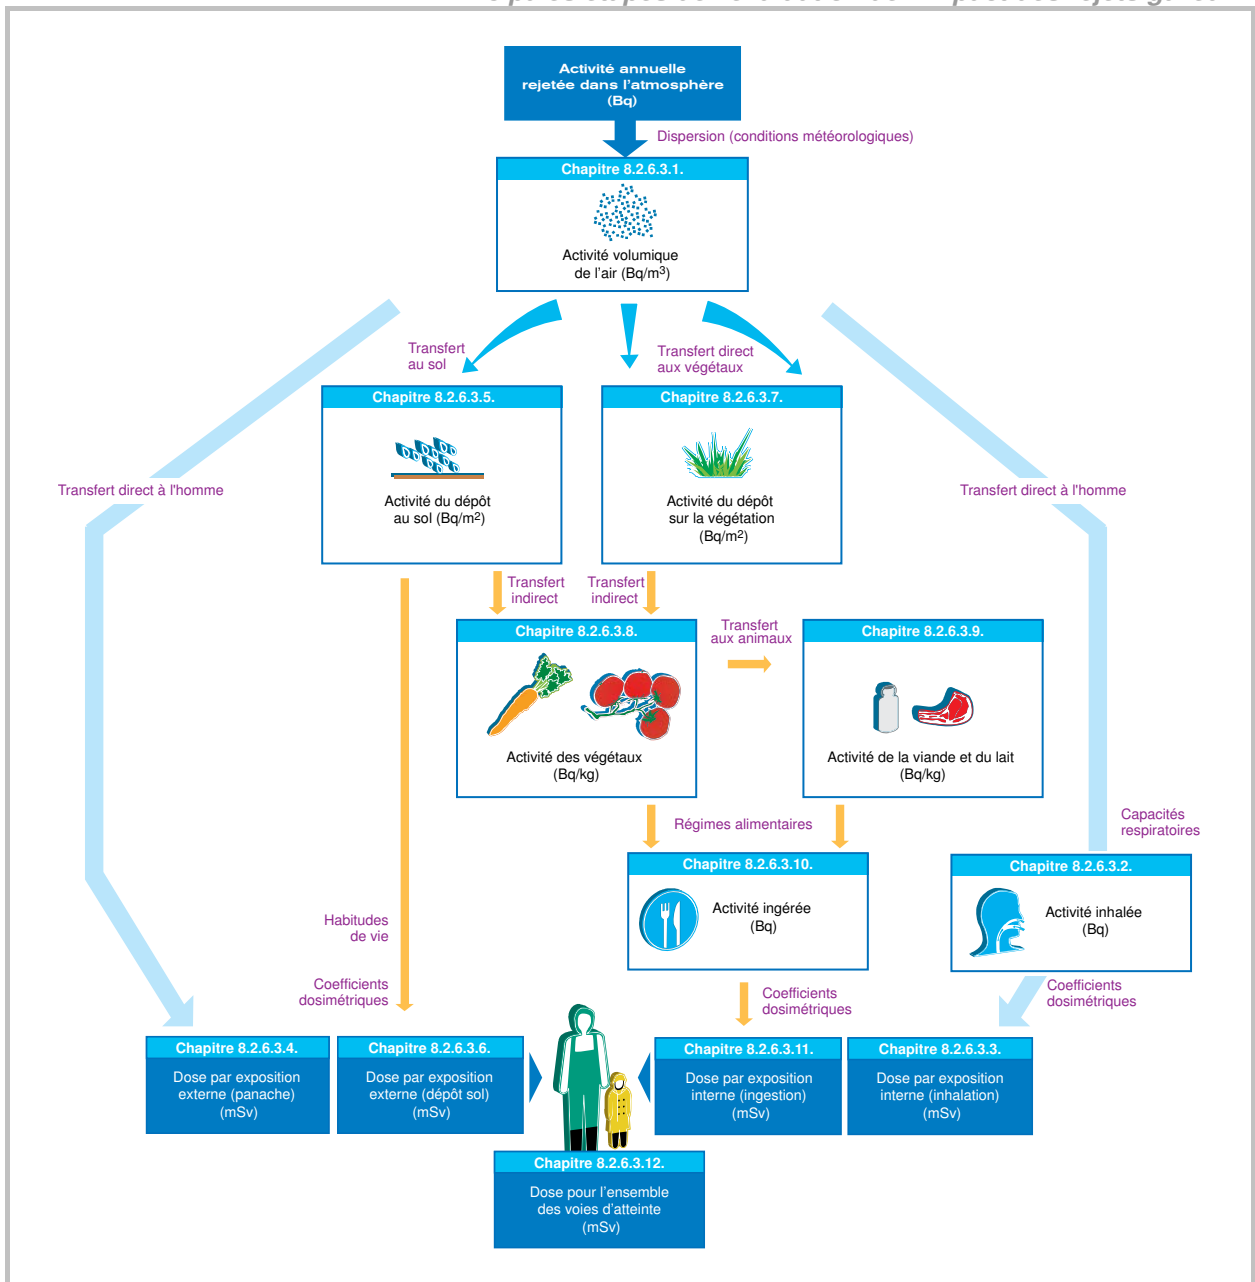 Activité annuelle
rejetée dans l'atmosphère
(Bq)
Dispersion (conditions météorologiques)
Chapitre 8.2.6.3.1.
Activité volumique
de l'air (Bq/m³)
Transfert
au sol
Transfert direct
aux végétaux
Chapitre 8.2.6.3.5.
Activité du dépôt
au sol (Bq/m²)
Chapitre 8.2.6.3.7.
Activité du dépôt
sur la végétation
(Bq/m²)
Transfert direct à l'homme
Transfert direct à l'homme
Transfert
indirect
Transfert
indirect
Chapitre 8.2.6.3.8.
Activité des végétaux
(Bq/kg)
Transfert
aux animaux
Chapitre 8.2.6.3.9.
Activité de la viande et du lait
(Bq/kg)
Régimes alimentaires
Capacités
respiratoires
Chapitre 8.2.6.3.10.
Activité ingérée
(Bq)
Chapitre 8.2.6.3.2.
Activité inhalée
(Bq)
Habitudes
de vie
Coefficients
dosimétriques
Coefficients
dosimétriques
Coefficients
dosimétriques
Chapitre 8.2.6.3.4.
Dose par exposition
externe (panache)
(mSv)
Chapitre 8.2.6.3.6.
Dose par exposition
externe (dépôt sol)
(mSv)
Chapitre 8.2.6.3.11.
Dose par exposition
interne (ingestion)
(mSv)
Chapitre 8.2.6.3.3.
Dose par exposition
interne (inhalation)
(mSv)
Chapitre 8.2.6.3.12.
Dose pour l'ensemble
des voies d'atteinte
(mSv)